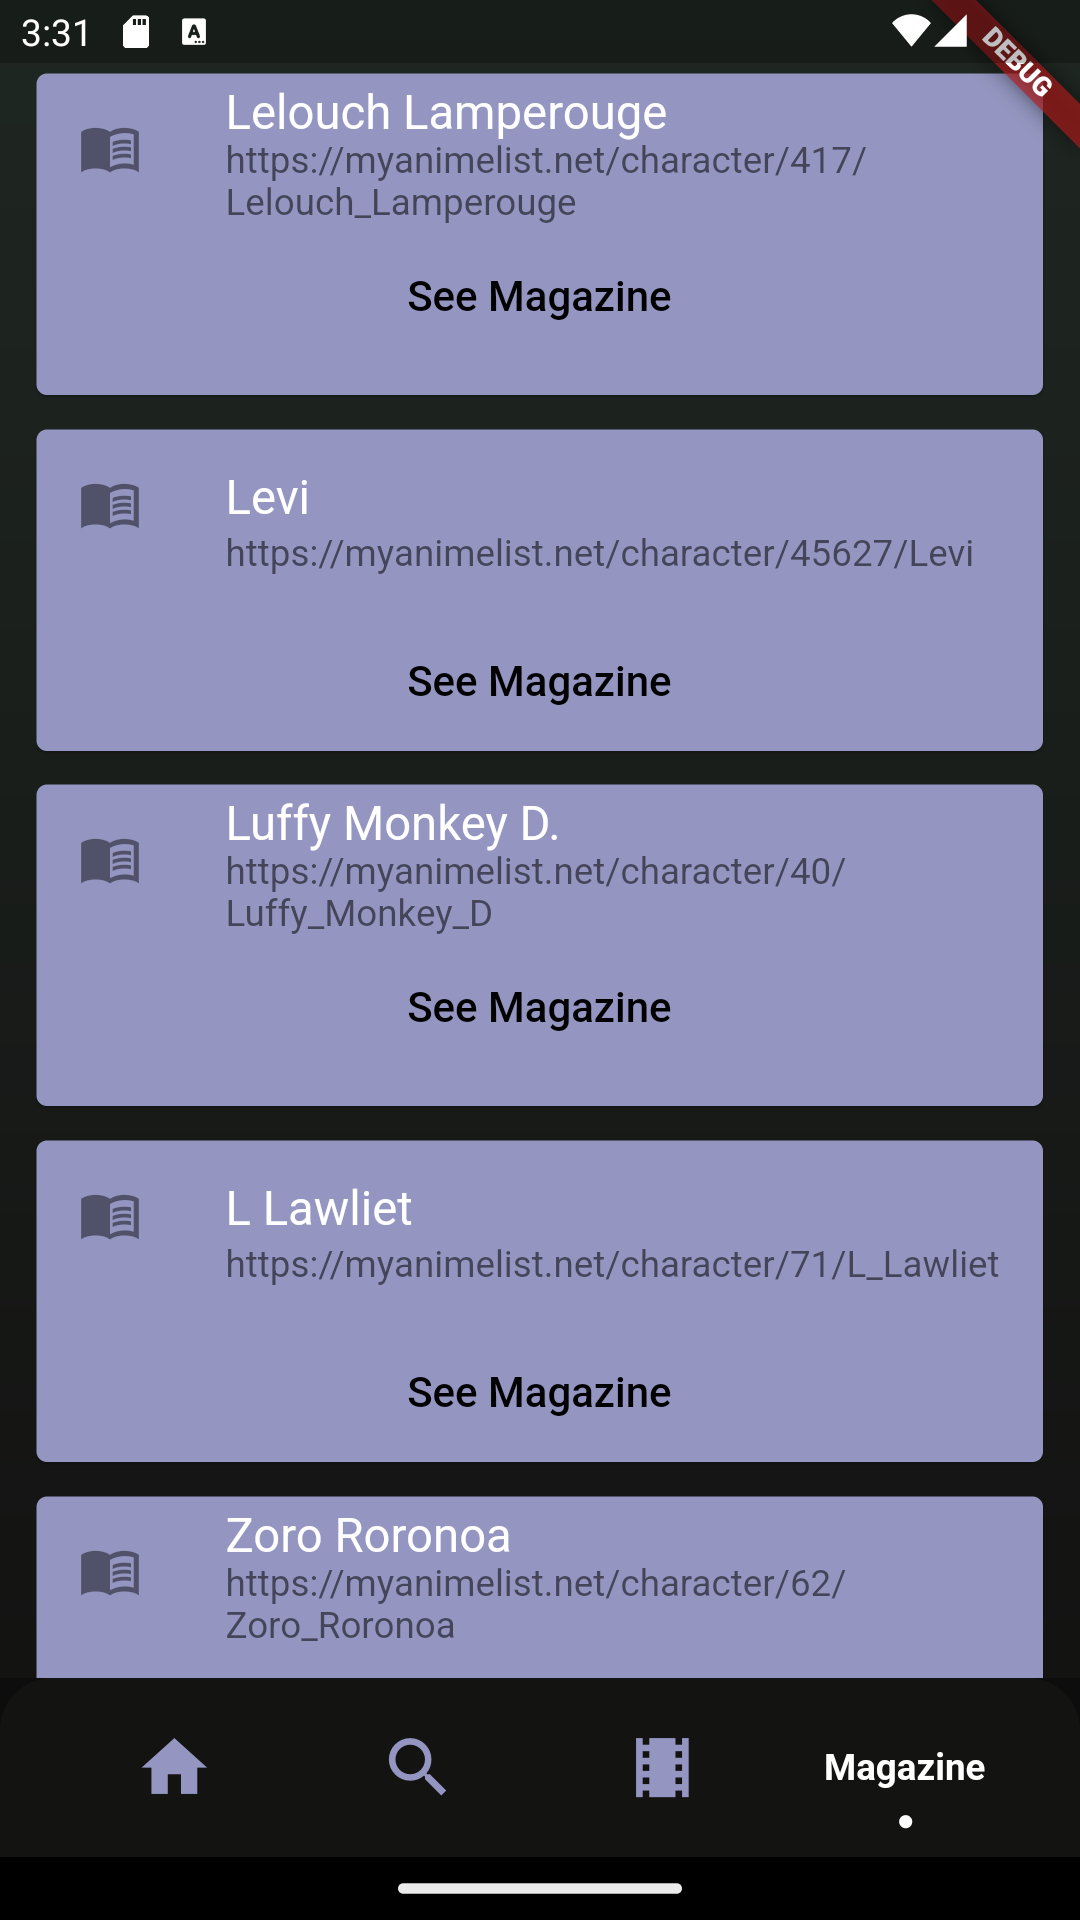 3:31
DEBUG
Lelouch Lamperouge
https://myanimelist.net/character/417/
Lelouch_Lamperouge
See Magazine
Levi
https://myanimelist.net/character/45627/Levi
See Magazine
Luffy Monkey D.
https://myanimelist.net/character/40/
Luffy_Monkey_D
See Magazine
L Lawliet
https://myanimelist.net/character/71/L_Lawliet
See Magazine
Zoro Roronoa
https://myanimelist.net/character/62/
Zoro_Roronoa
Magazine